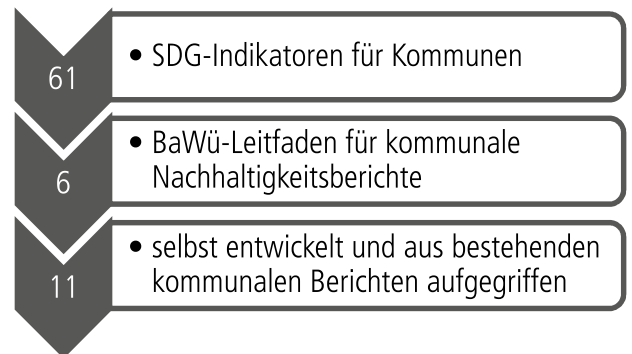 61
• SDG-Indikatoren für Kommunen
6
• BaWü-Leitfaden für kommunale
Nachhaltigkeitsberichte
11
• selbst entwickelt und aus bestehenden
kommunalen Berichten aufgegriffen